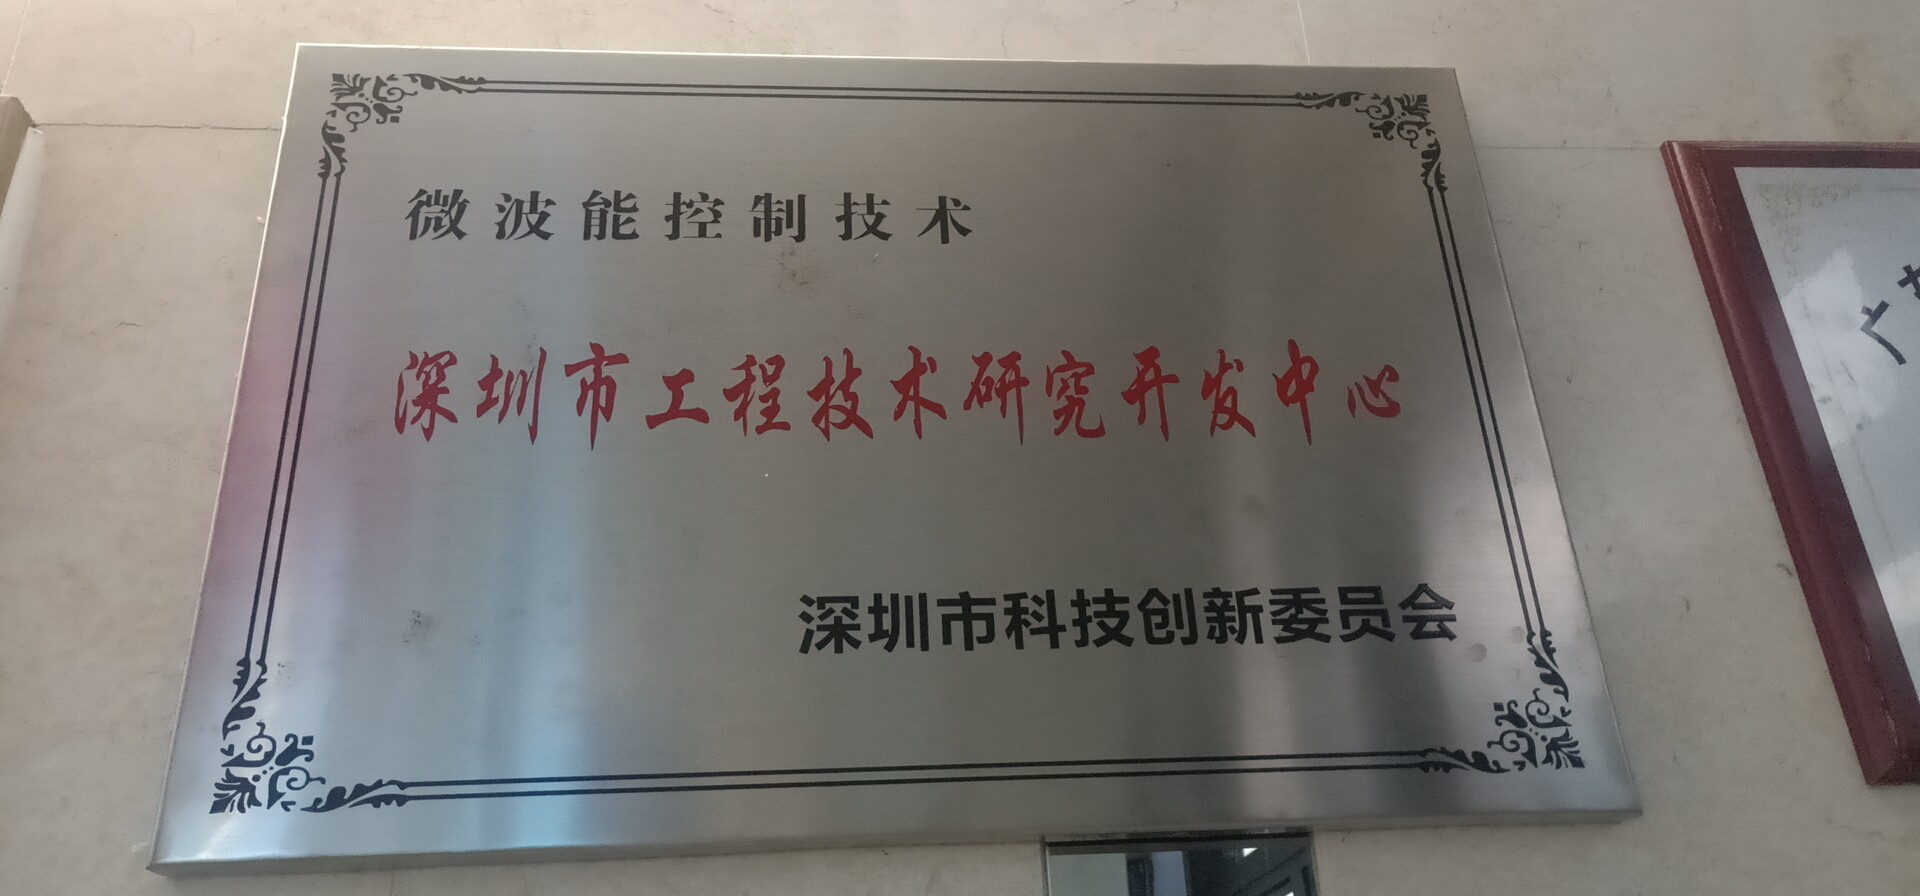 微波能控制技术
深圳市工程技术研究开发中心
深圳市科技创新委员会
广